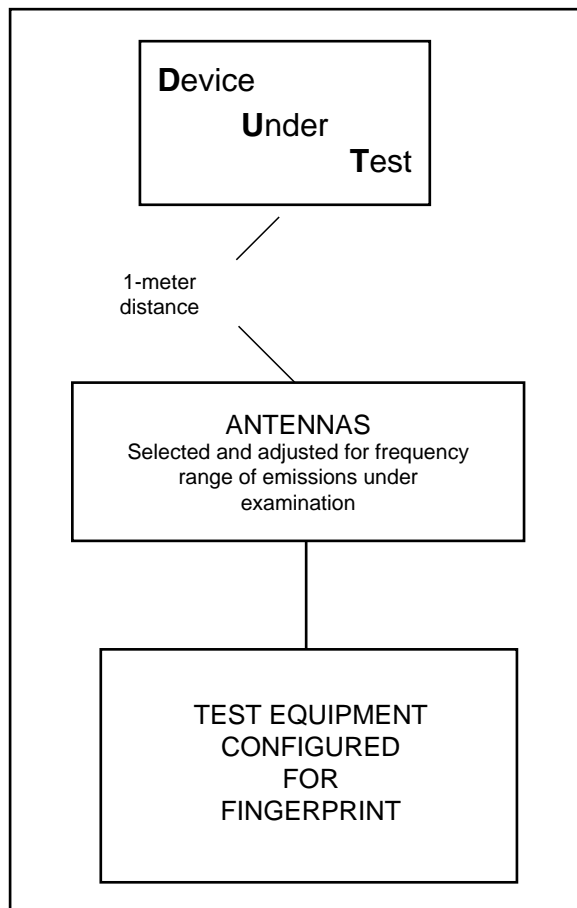 Device
Under
Test
1-meter
distance
ANTENNAS
Selected and adjusted for frequency
range of emissions under
examination
TEST EQUIPMENT
CONFIGURED
FOR
FINGERPRINT